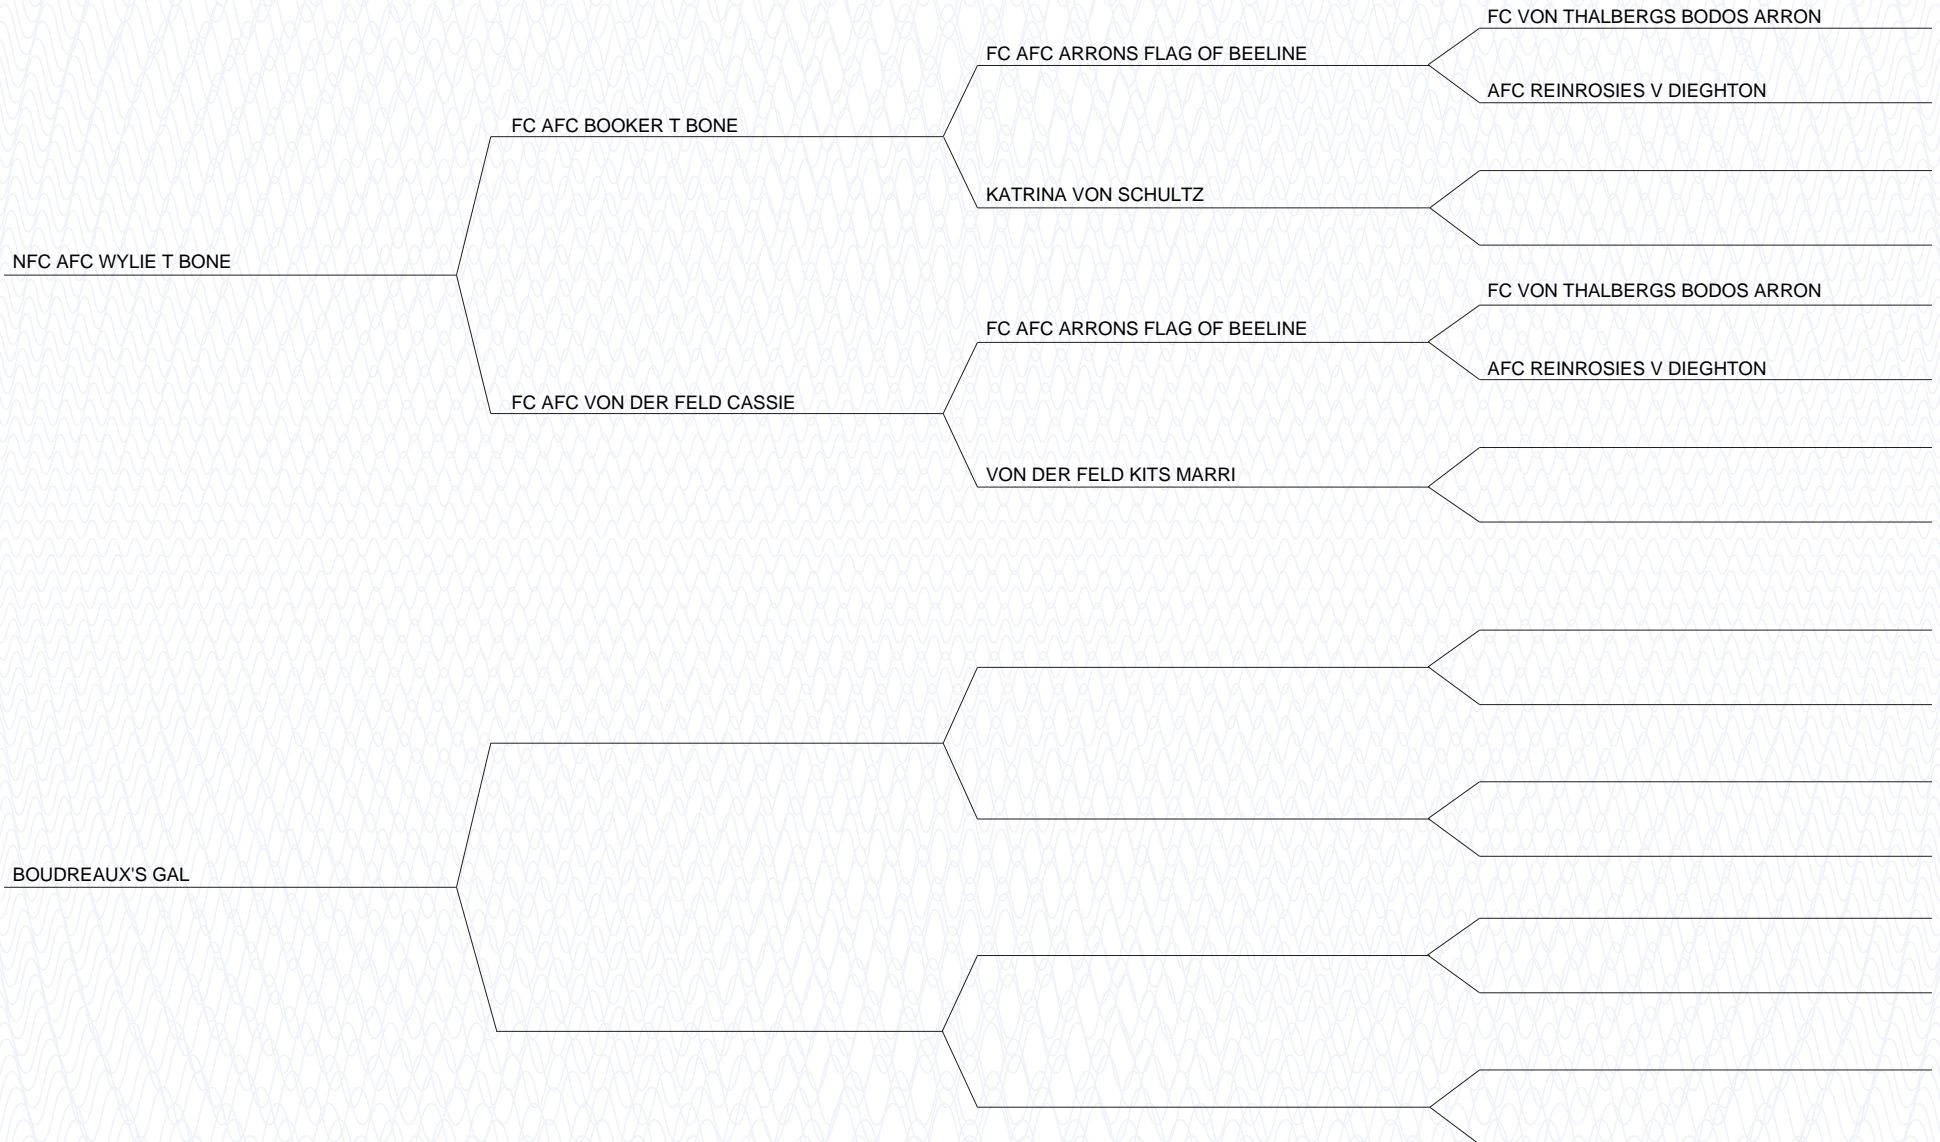 FC VON THALBERGS BODOS ARRON
FC AFC ARRONS FLAG OF BEELINE
AFC REINROSIES V DIEGHTON
FC AFC BOOKER T BONE
KATRINA VON SCHULTZ
NFC AFC WYLIE T BONE
FC VON THALBERGS BODOS ARRON
FC AFC ARRONS FLAG OF BEELINE
AFC REINROSIES V DIEGHTON
FC AFC VON DER FELD CASSIE
VON DER FELD KITS MARRI
BOUDREAUX'S GAL